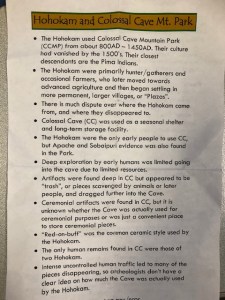 Hohokam and Colossal Cave Mt. Park
• The Hohokam used Colossal Cave Mountain Park
(CCMP) from about 800AD - 1450AD. Their culture
had vanished by the 1500's. Their closest
descendants are the Pima Indians.
• The Hohokam were primarily hunter/gatherers and
occasional farmers, who later moved towards
advanced agriculture and then began settling in
more permanent, larger villages, or "Plazas".
• There is much dispute over where the Hohokam came
from, and where they disappeared to.
• Colossal Cave (CC) was used as a seasonal shelter
and long-term storage facility.
• The Hohokam were the only early people to use CC,
but Apache and Sobaipuri evidence was also found
in the Park.
• Deep exploration by early humans was limited going
into the cave due to limited resources.
• Artifacts were found deep in CC, but appeared to be
"trash", or pieces scavenged by animals or later
people, and dragged further into the Cave.
• Ceremonial artifacts were found in CC, but it is
unknown whether the Cave was actually used for
ceremonial purposes or was just a convenient place
to store ceremonial pieces.
• "Red-on-buff" was the common ceramic style used by
the Hohokam.
• The only human remains found in CC were those of
two Hohokam.
• Intense uncontrolled human traffic led to many of the
pieces disappearing, so archeologists don't have a
clear idea on how much the Cave was actually used
by the Hohokam.